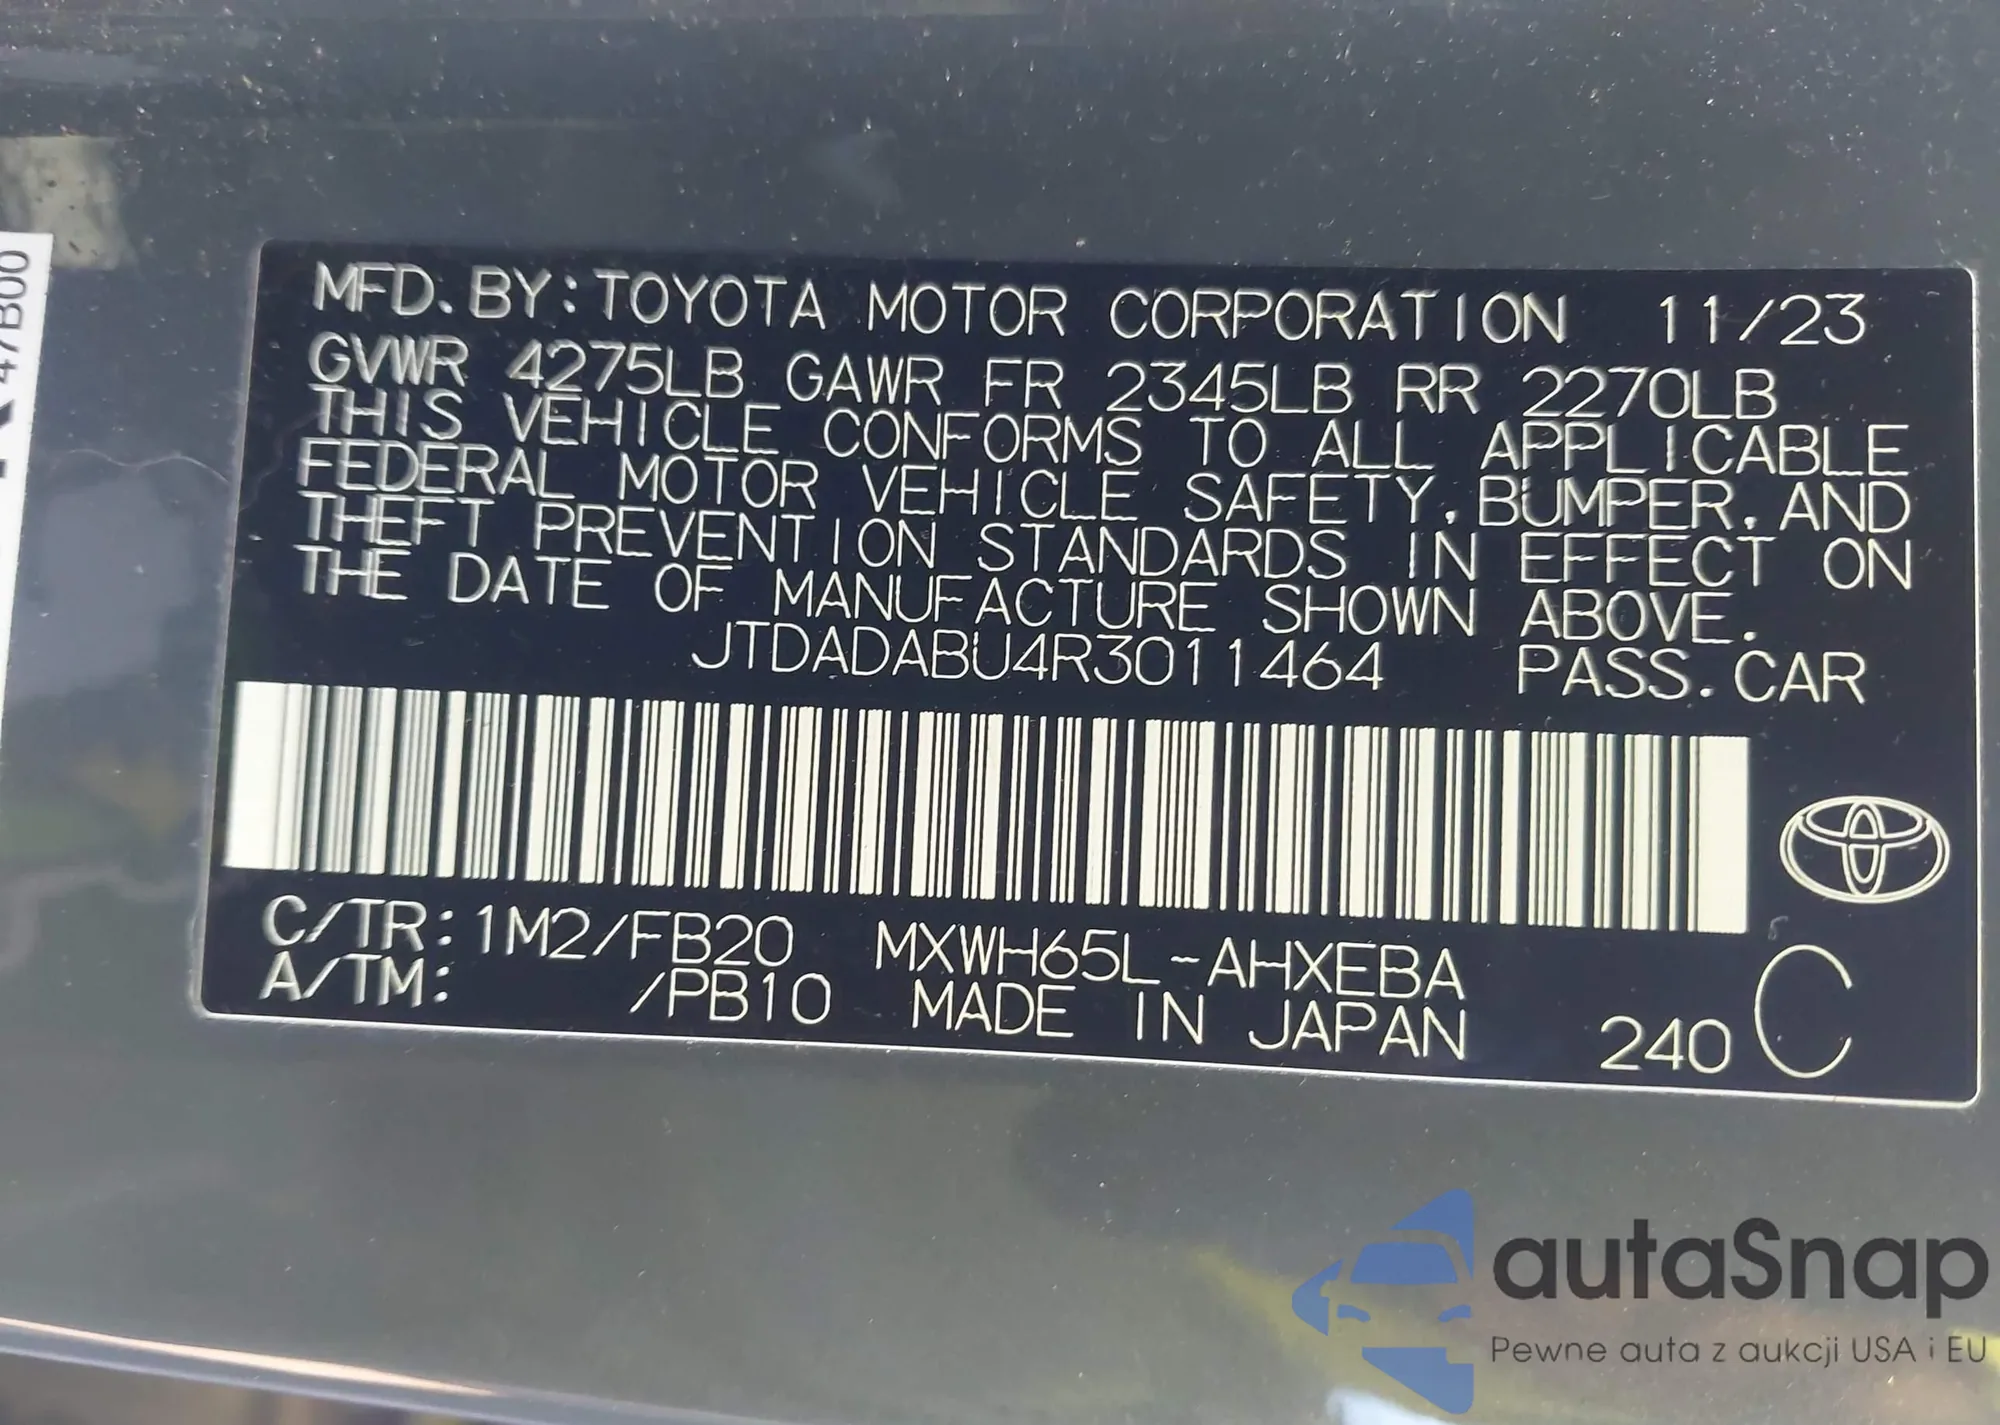 MFD. BY: TOYOTA MOTOR CORPORATION 11/23
GVWR 4275LB GAWR FR 2345LB RR 2270LB
THIS VEHICLE CONFORMS TO ALL APPLICABLE
FEDERAL MOTOR VEHICLE SAFETY, BUMPER, AND
THEFT PREVENTION STANDARDS IN EFFECT ON
THE DATE OF MANUFACTURE SHOWN ABOVE.
JTDADABU4R3011464 PASS. CAR
C/TR: 1M2/FB20 MXWH65L-AHXEBA
A/TM: /PB10 MADE IN JAPAN 240 C
47B00
autaSnap
Pewne auta z aukcji USA i EU